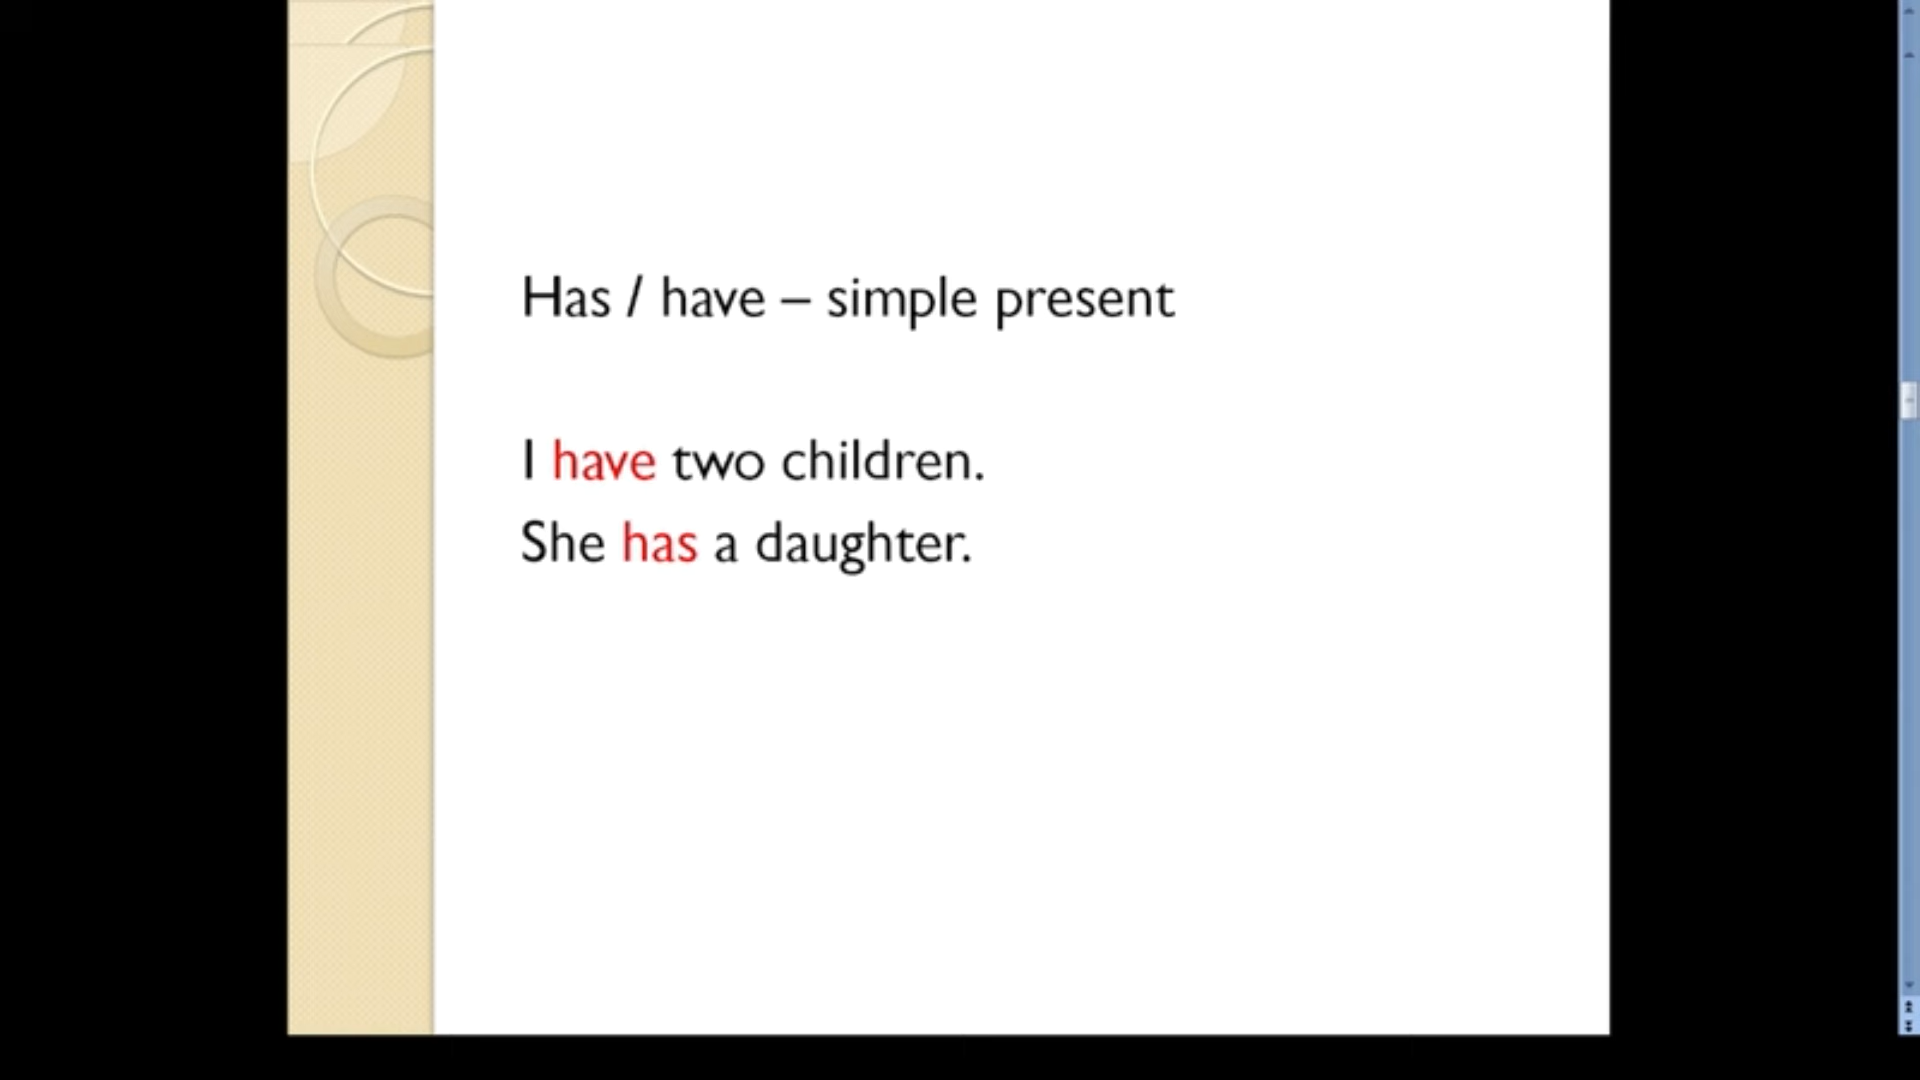 Has / have – simple present
I have two children.
She has a daughter.